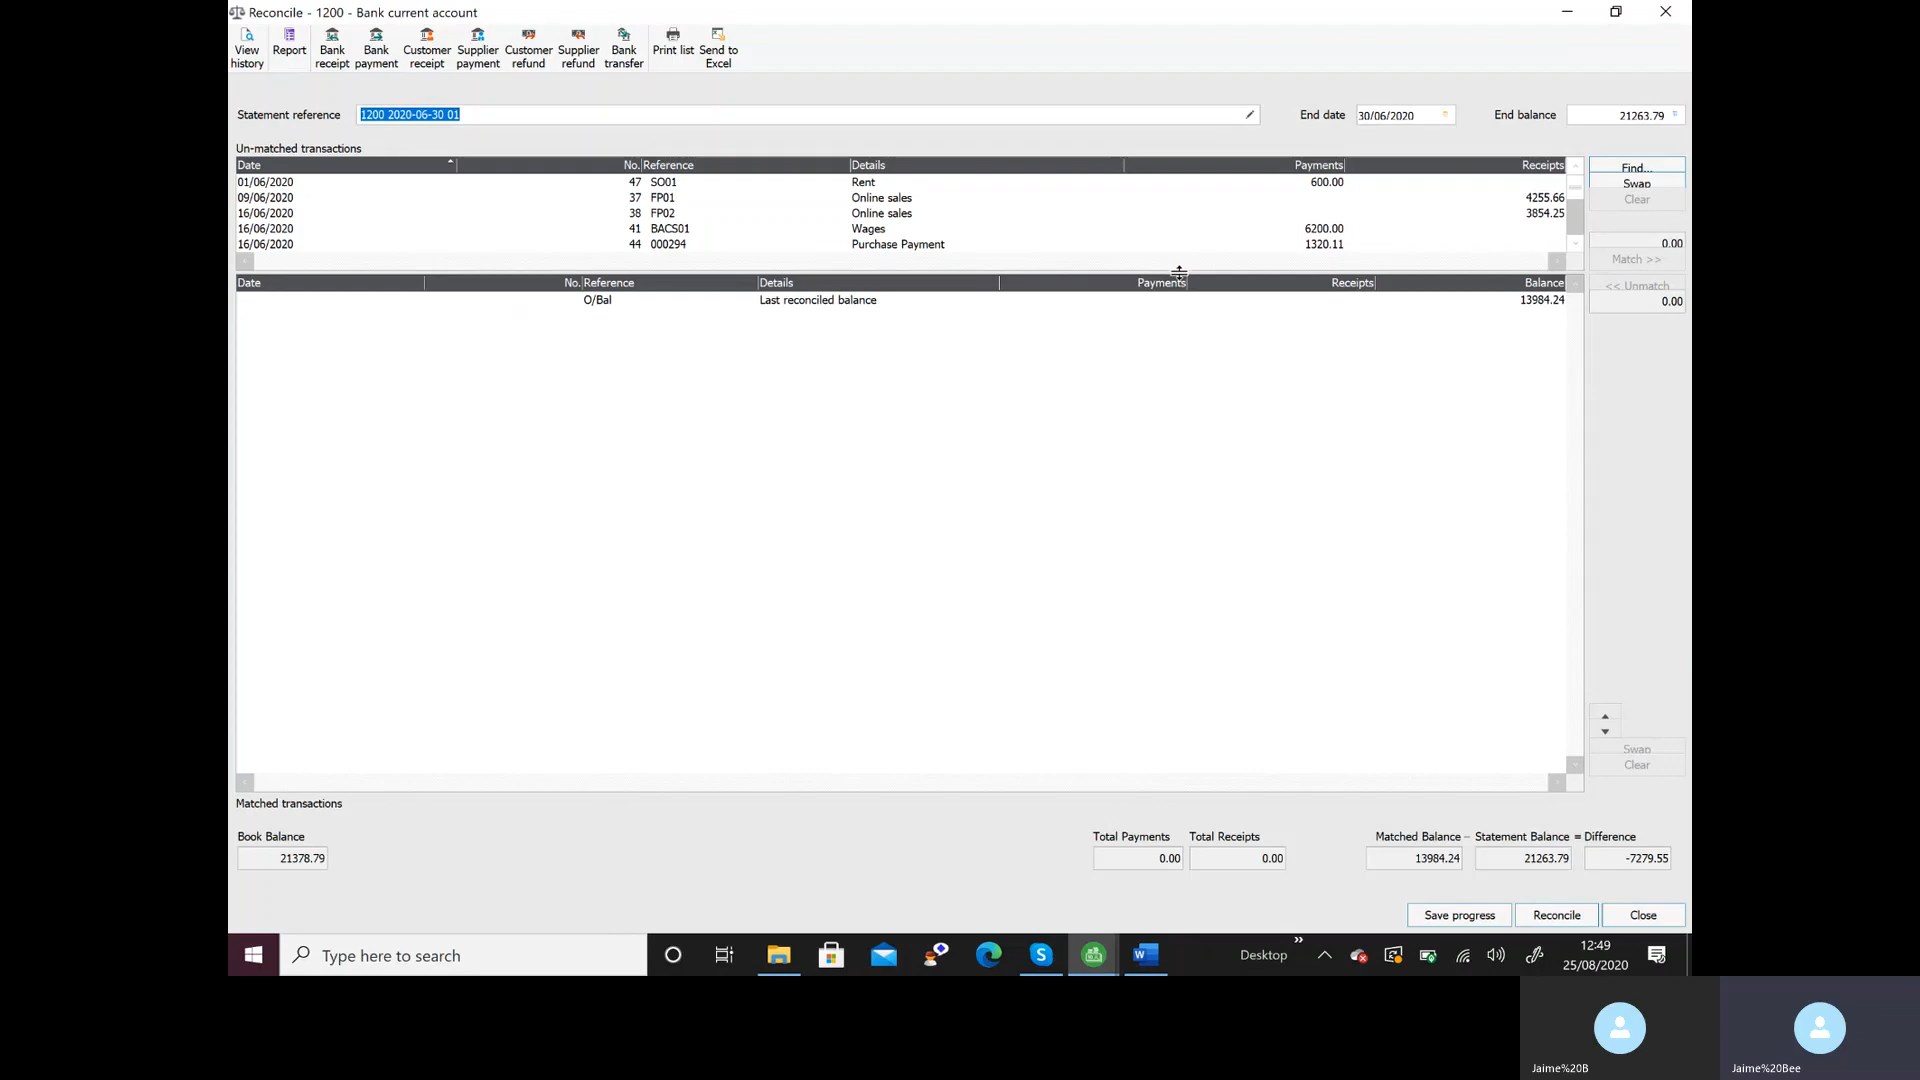 Reconcile - 1200 - Bank current account
View history
Report
Bank receipt
Bank payment
Customer receipt
Supplier payment
Customer refund
Supplier refund
Bank transfer
Print list
Send to Excel
Statement reference 1200 2020-06-30 01 End date 30/06/2020 End balance 21263.79
Un-matched transactions
Date No. Reference Details Payments Receipts
01/06/2020 47 SO01 Rent 600.00
09/06/2020 37 FP01 Online sales 4255.66
16/06/2020 38 FP02 Online sales 3854.25
16/06/2020 41 BACS01 Wages 6200.00
16/06/2020 44 000294 Purchase Payment 1320.11
Find...
Swap
Clear
0.00
Match >>
<< Unmatch
0.00
Date No. Reference Details Payments Receipts Balance
O/Bal Last reconciled balance 13984.24
Swap
Clear
Matched transactions
Book Balance Total Payments Total Receipts Matched Balance - Statement Balance = Difference
21378.79 0.00 0.00 13984.24 21263.79 -7279.55
Save progress Reconcile Close
Type here to search
Desktop
12:49
25/08/2020
Jaime%20B Jaime%20Bee